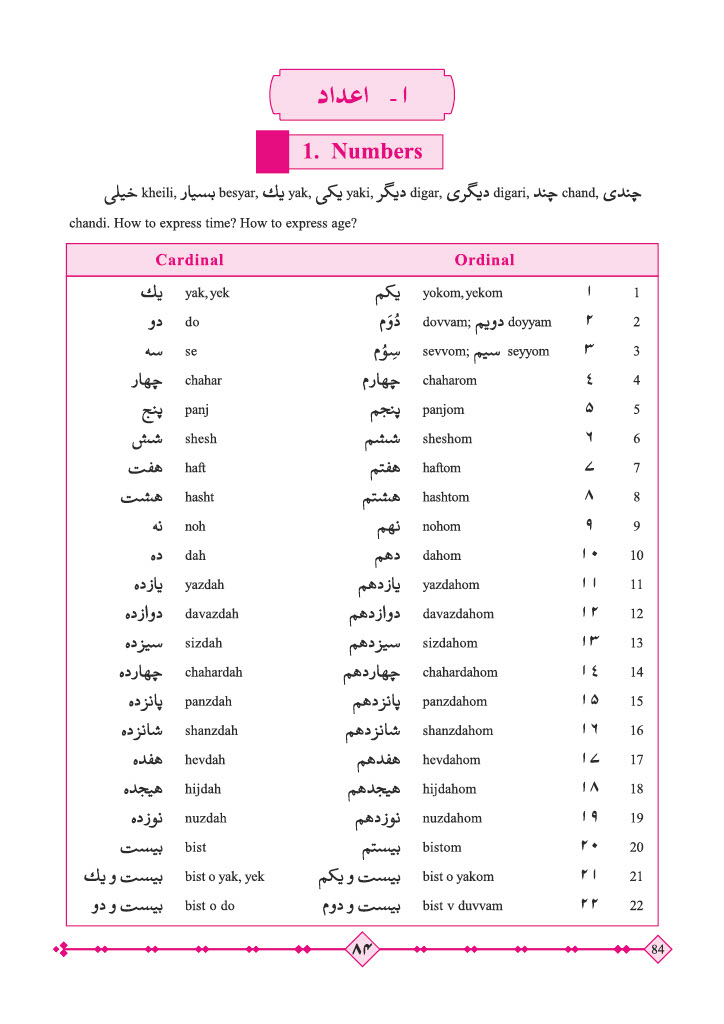 ۱- اعداد
1. Numbers
خیلی kheili, بسیار besyar, یك yak, یکی yaki, دیگر digar, دیگری digari, چند chand, چندی
chandi. How to express time? How to express age?
Cardinal Ordinal
یك yak, yek یکم yokom, yekom ۱ 1
دو do دُوَم dovvam; دویم doyyam ۲ 2
سه se سِوُم sevvom; سیم seyyom ۳ 3
چهار chahar چهارم chaharom ٤ 4
پنج panj پنجم panjom ۵ 5
شش shesh ششم sheshom ۶ 6
هفت haft هفتم haftom ۷ 7
هشت hasht هشتم hashtom ۸ 8
نه noh نهم nohom ۹ 9
ده dah دهم dahom ۱۰ 10
یازده yazdah یازدهم yazdahom ۱۱ 11
دوازده davazdah دوازدهم davazdahom ۱۲ 12
سیزده sizdah سیزدهم sizdahom ۱۳ 13
چهارده chahardah چهاردهم chahardahom ۱٤ 14
پانزده panzdah پانزدهم panzdahom ۱۵ 15
شانزده shanzdah شانزدهم shanzdahom ۱۶ 16
هفده hevdah هفدهم hevdahom ۱۷ 17
هیجده hijdah هیجدهم hijdahom ۱۸ 18
نوزده nuzdah نوزدهم nuzdahom ۱۹ 19
بیست bist بیستم bistom ۲۰ 20
بیست و یك bist o yak, yek بیست و یکم bist o yakom ۲۱ 21
بیست و دو bist o do بیست و دوم bist v duvvam ۲۲ 22
۸۴ 84